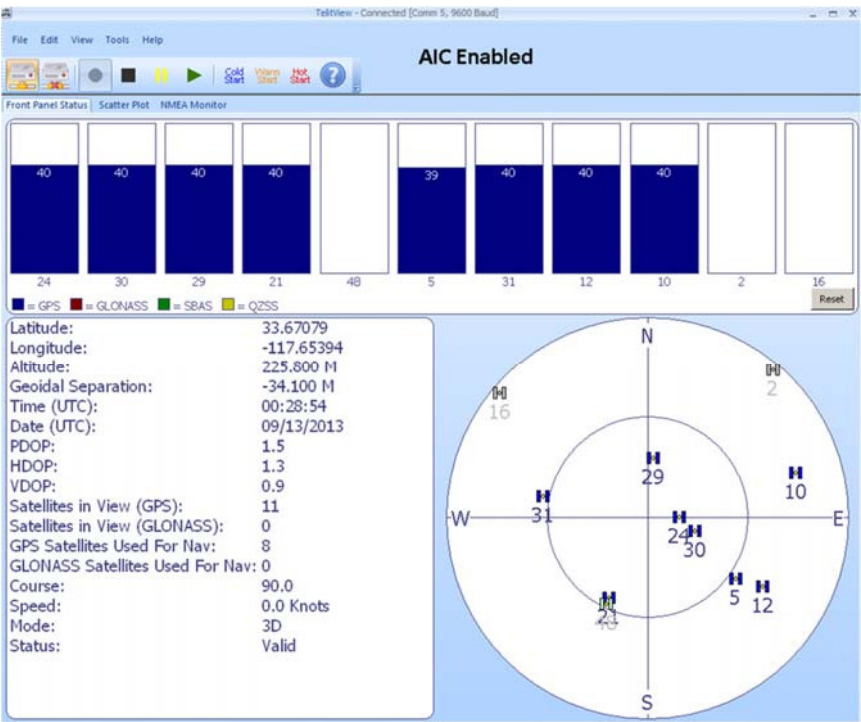 TelitView - Connected [Comm 5, 9600 Baud]
File Edit View Tools Help
AIC Enabled
Cold Start Warm Start Hot Start ?
Front Panel Status Scatter Plot NMEA Monitor
40 40 40 40 39 40 40 40
24 30 29 21 48 5 31 12 10 2 16
= GPS = GLONASS = SBAS = QZSS
Reset
Latitude: 33.67079
Longitude: -117.65394
Altitude: 225.800 M
Geoidal Separation: -34.100 M
Time (UTC): 00:28:54
Date (UTC): 09/13/2013
PDOP: 1.5
HDOP: 1.3
VDOP: 0.9
Satellites in View (GPS): 11
Satellites in View (GLONASS): 0
GPS Satellites Used For Nav: 8
GLONASS Satellites Used For Nav: 0
Course: 90.0
Speed: 0.0 Knots
Mode: 3D
Status: Valid
N
2
16
29
10
31
W
E
24
30
5
12
21
48
S